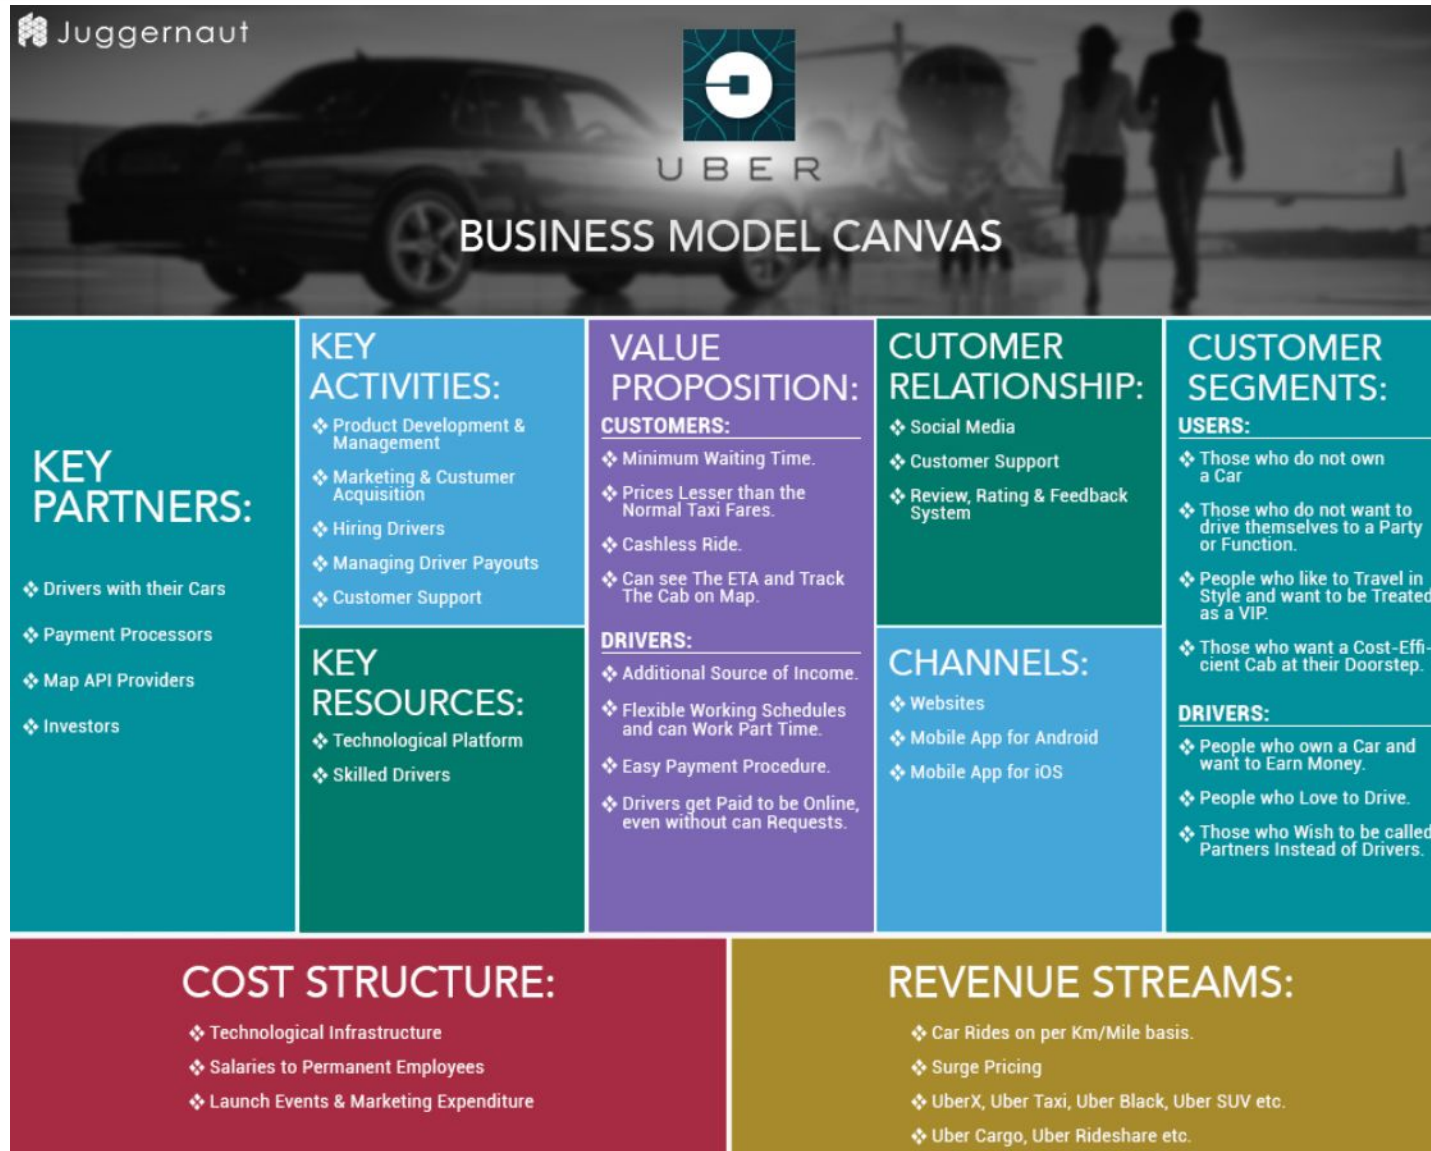 Juggernaut
UBER
BUSINESS MODEL CANVAS
KEY
PARTNERS:
Drivers with their Cars
Payment Processors
Map API Providers
Investors
KEY
ACTIVITIES:
Product Development &
Management
Marketing & Custumer
Acquisition
Hiring Drivers
Managing Driver Payouts
Customer Support
KEY
RESOURCES:
Technological Platform
Skilled Drivers
VALUE
PROPOSITION:
CUSTOMERS:
Minimum Waiting Time.
Prices Lesser than the
Normal Taxi Fares.
Cashless Ride.
Can see The ETA and Track
The Cab on Map.
DRIVERS:
Additional Source of Income.
Flexible Working Schedules
and can Work Part Time.
Easy Payment Procedure.
Drivers get Paid to be Online,
even without can Requests.
CUTOMER
RELATIONSHIP:
Social Media
Customer Support
Review, Rating & Feedback
System
CHANNELS:
Websites
Mobile App for Android
Mobile App for iOS
CUSTOMER
SEGMENTS:
USERS:
Those who do not own
a Car
Those who do not want to
drive themselves to a Party
or Function.
People who like to Travel in
Style and want to be Treated
as a VIP.
Those who want a Cost-Effi-
cient Cab at their Doorstep.
DRIVERS:
People who own a Car and
want to Earn Money.
People who Love to Drive.
Those who Wish to be called
Partners Instead of Drivers.
COST STRUCTURE:
Technological Infrastructure
Salaries to Permanent Employees
Launch Events & Marketing Expenditure
REVENUE STREAMS:
Car Rides on per Km/Mile basis.
Surge Pricing
UberX, Uber Taxi, Uber Black, Uber SUV etc.
Uber Cargo, Uber Rideshare etc.